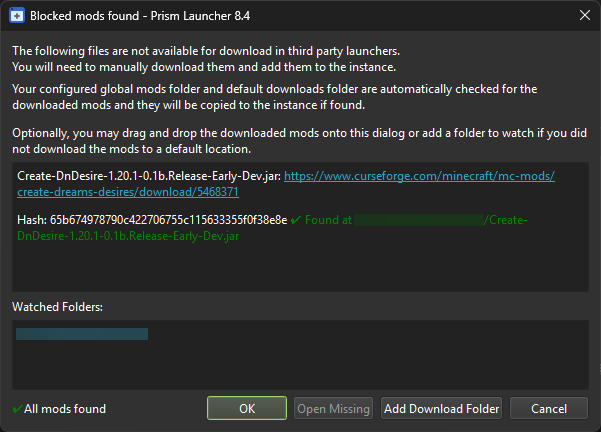 Blocked mods found - Prism Launcher 8.4
The following files are not available for download in third party launchers.
You will need to manually download them and add them to the instance.
Your configured global mods folder and default downloads folder are automatically checked for the
downloaded mods and they will be copied to the instance if found.
Optionally, you may drag and drop the downloaded mods onto this dialog or add a folder to watch if you did
not download the mods to a default location.
Create-DnDesire-1.20.1-0.1b.Release-Early-Dev.jar: https://www.curseforge.com/minecraft/mc-mods/
create-dreams-desires/download/5468371
Hash: 65b674978790c422706755c115633355f0f38e8e ✔ Found at /Create-
DnDesire-1.20.1-0.1b.Release-Early-Dev.jar
Watched Folders:
✔All mods found
OK
Open Missing
Add Download Folder
Cancel